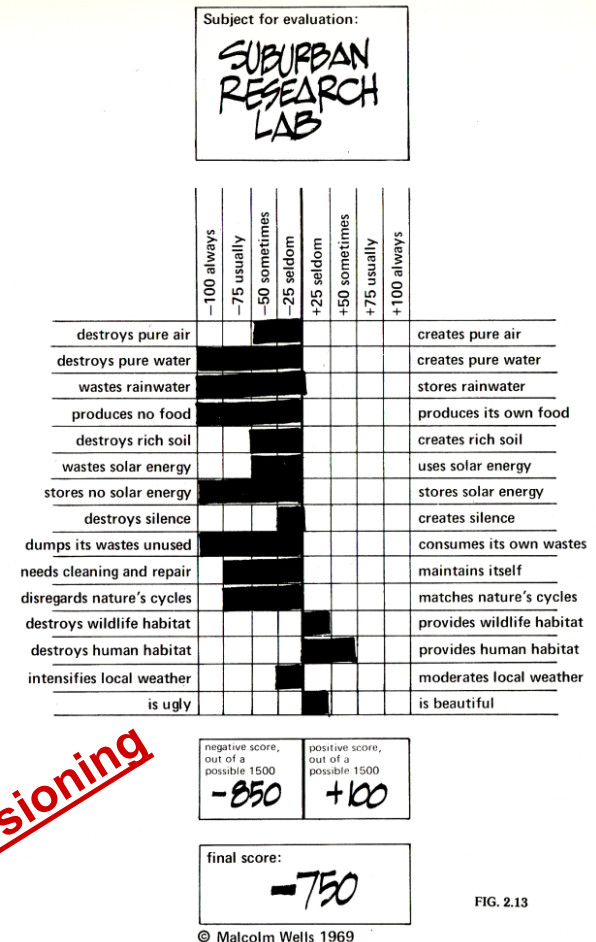 Subject for evaluation:
SUBURBAN
RESEARCH
LAB
−100 always
−75 usually
−50 sometimes
−25 seldom
+25 seldom
+50 sometimes
+75 usually
+100 always
destroys pure air creates pure air
destroys pure water creates pure water
wastes rainwater stores rainwater
produces no food produces its own food
destroys rich soil creates rich soil
wastes solar energy uses solar energy
stores no solar energy stores solar energy
destroys silence creates silence
dumps its wastes unused consumes its own wastes
needs cleaning and repair maintains itself
disregards nature's cycles matches nature's cycles
destroys wildlife habitat provides wildlife habitat
destroys human habitat provides human habitat
intensifies local weather moderates local weather
is ugly is beautiful
sioning
negative score,
out of a
possible 1500
−850
positive score,
out of a
possible 1500
+100
final score:
−750
FIG. 2.13
© Malcolm Wells 1969